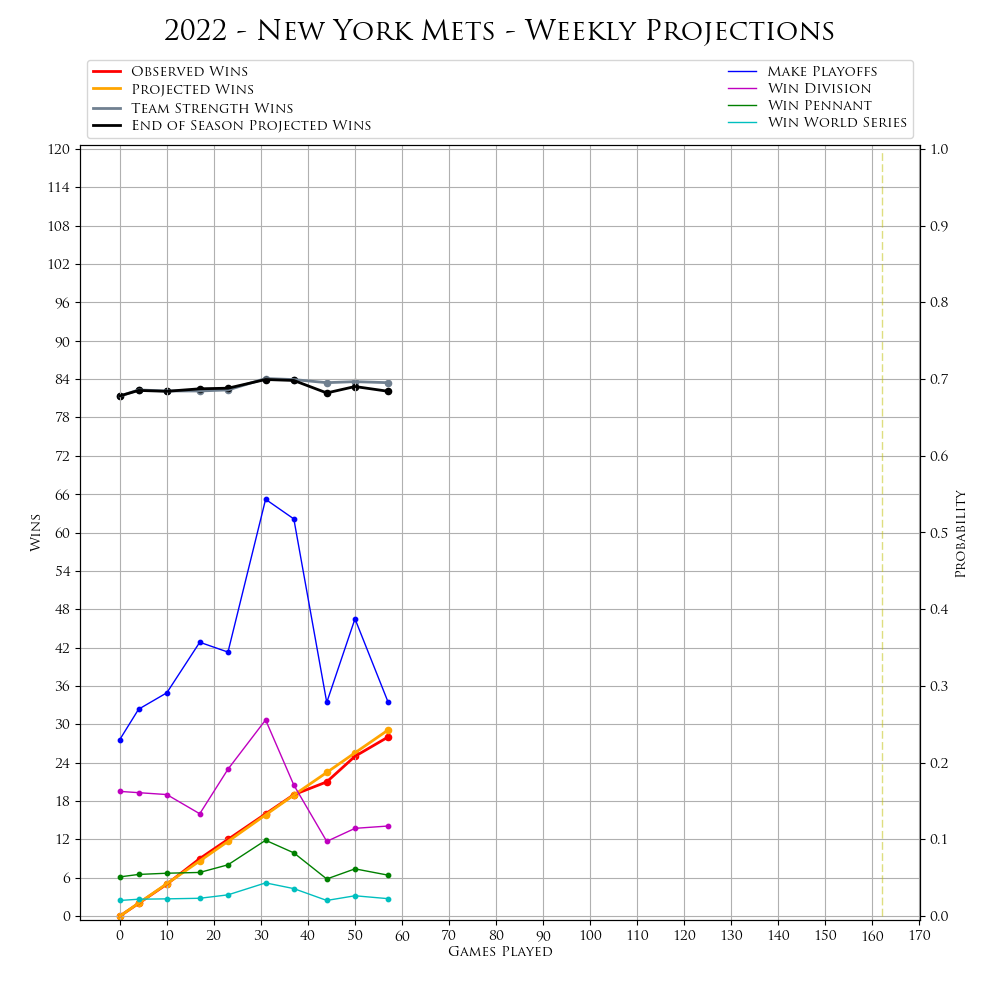 2022 - New York Mets - Weekly Projections
Observed Wins
Projected Wins
Team Strength Wins
End of Season Projected Wins
Make Playoffs
Win Division
Win Pennant
Win World Series
120
114
108
102
96
90
84
78
72
66
60
54
48
42
36
30
24
18
12
6
0
Wins
1.0
0.9
0.8
0.7
0.6
0.5
0.4
0.3
0.2
0.1
0.0
Probability
0 10 20 30 40 50 60 70 80 90 100 110 120 130 140 150 160 170
Games Played